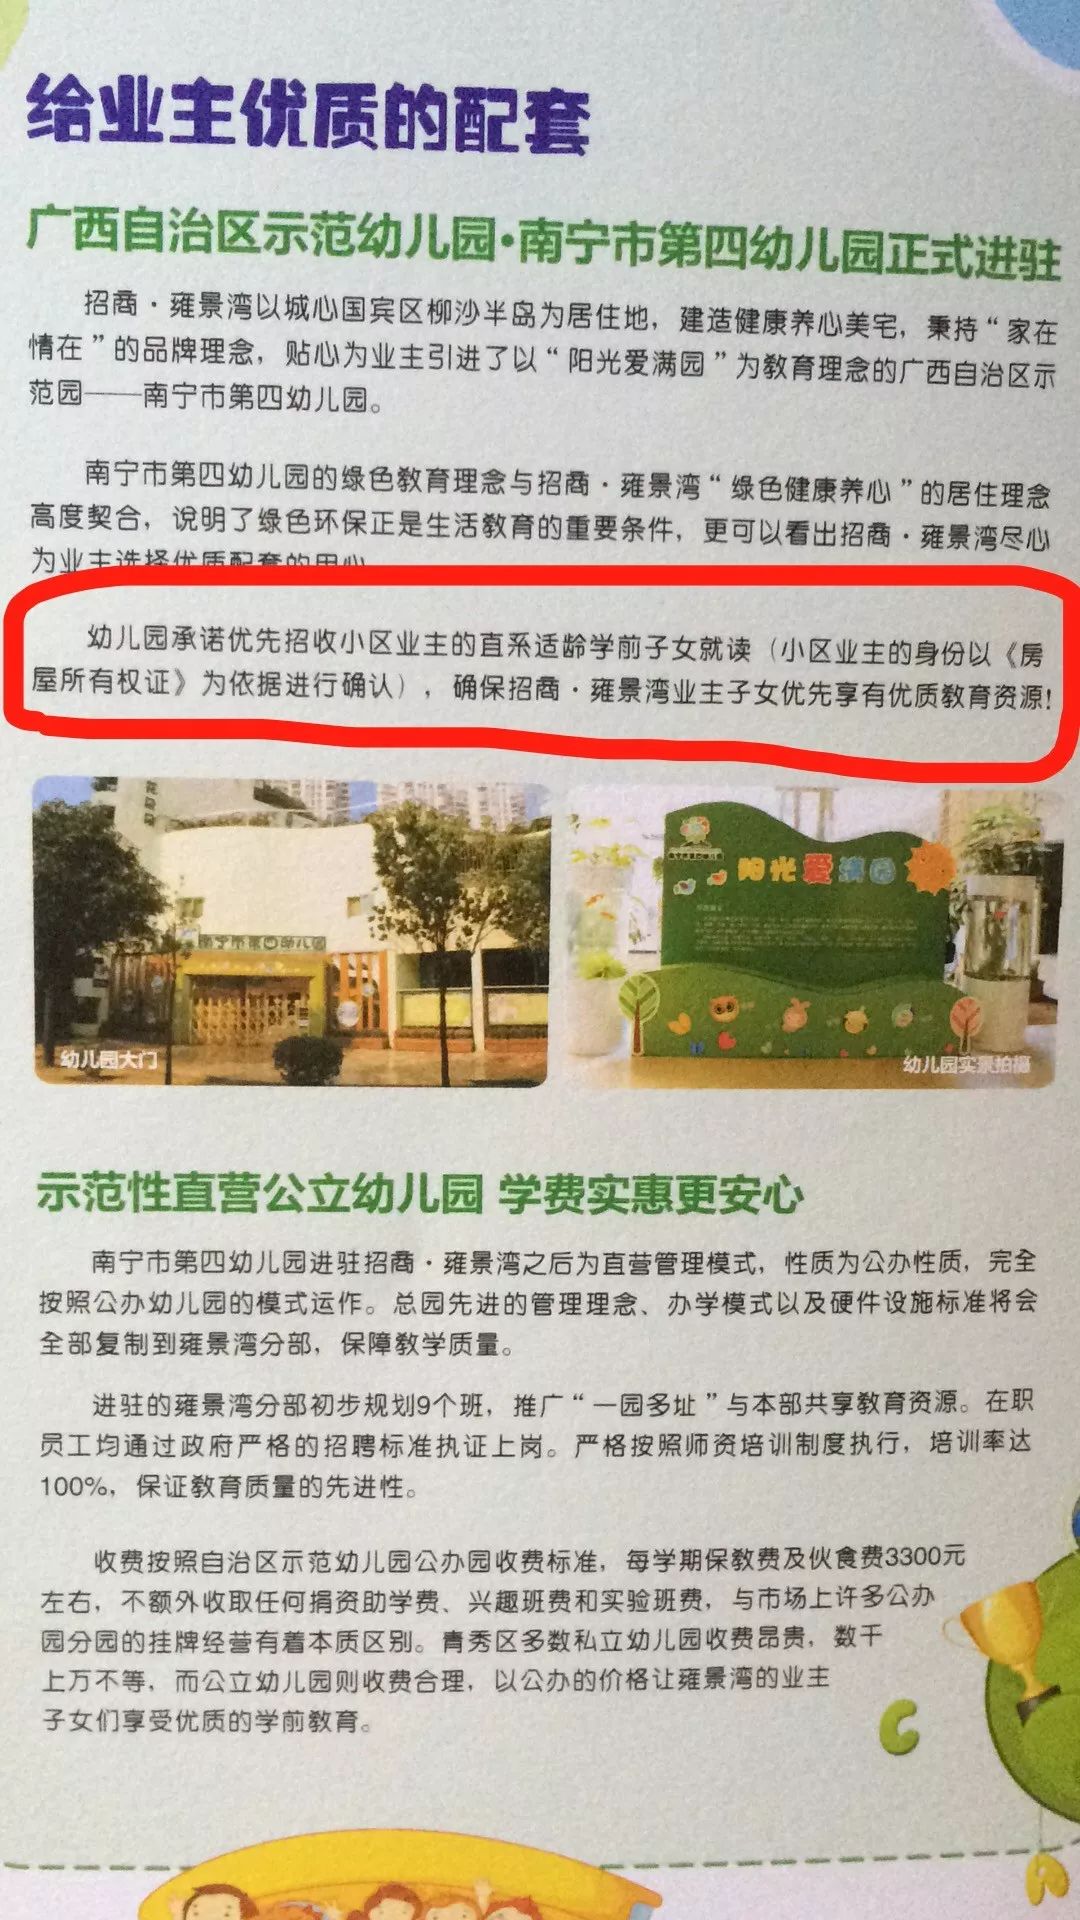 给业主优质的配套
广西自治区示范幼儿园·南宁市第四幼儿园正式进驻
招商·雍景湾以城心国宾区柳沙半岛为居住地，建造健康养心美宅，秉持“家在
情在”的品牌理念，贴心为业主引进了以“阳光爱满园”为教育理念的广西自治区示
范园——南宁市第四幼儿园。
南宁市第四幼儿园的绿色教育理念与招商·雍景湾“绿色健康养心”的居住理念
高度契合，说明了绿色环保正是生活教育的重要条件，更可以看出招商·雍景湾尽心
为业主选择优质配套的用心
幼儿园承诺优先招收小区业主的直系适龄学前子女就读（小区业主的身份以《房
屋所有权证》为依据进行确认），确保招商·雍景湾业主子女优先享有优质教育资源！
南宁市第四幼儿园
幼儿园大门
阳光爱满园
幼儿园实景拍摄
示范性直营公立幼儿园 学费实惠更安心
南宁市第四幼儿园进驻招商·雍景湾之后为直营管理模式，性质为公办性质，完全
按照公办幼儿园的模式运作。总园先进的管理理念、办学模式以及硬件设施标准将会
全部复制到雍景湾分部，保障教学质量。
进驻的雍景湾分部初步规划9个班，推广“一园多址”与本部共享教育资源。在职
员工均通过政府严格的招聘标准执证上岗。严格按照师资培训制度执行，培训率达
100%，保证教育质量的先进性。
收费按照自治区示范幼儿园公办园收费标准，每学期保教费及伙食费3300元
左右，不额外收取任何捐资助学费、兴趣班费和实验班费，与市场上许多公办
园分园的挂牌经营有着本质区别。青秀区多数私立幼儿园收费昂贵，数千
上万不等，而公立幼儿园则收费合理，以公办的价格让雍景湾的业主
子女们享受优质的学前教育。